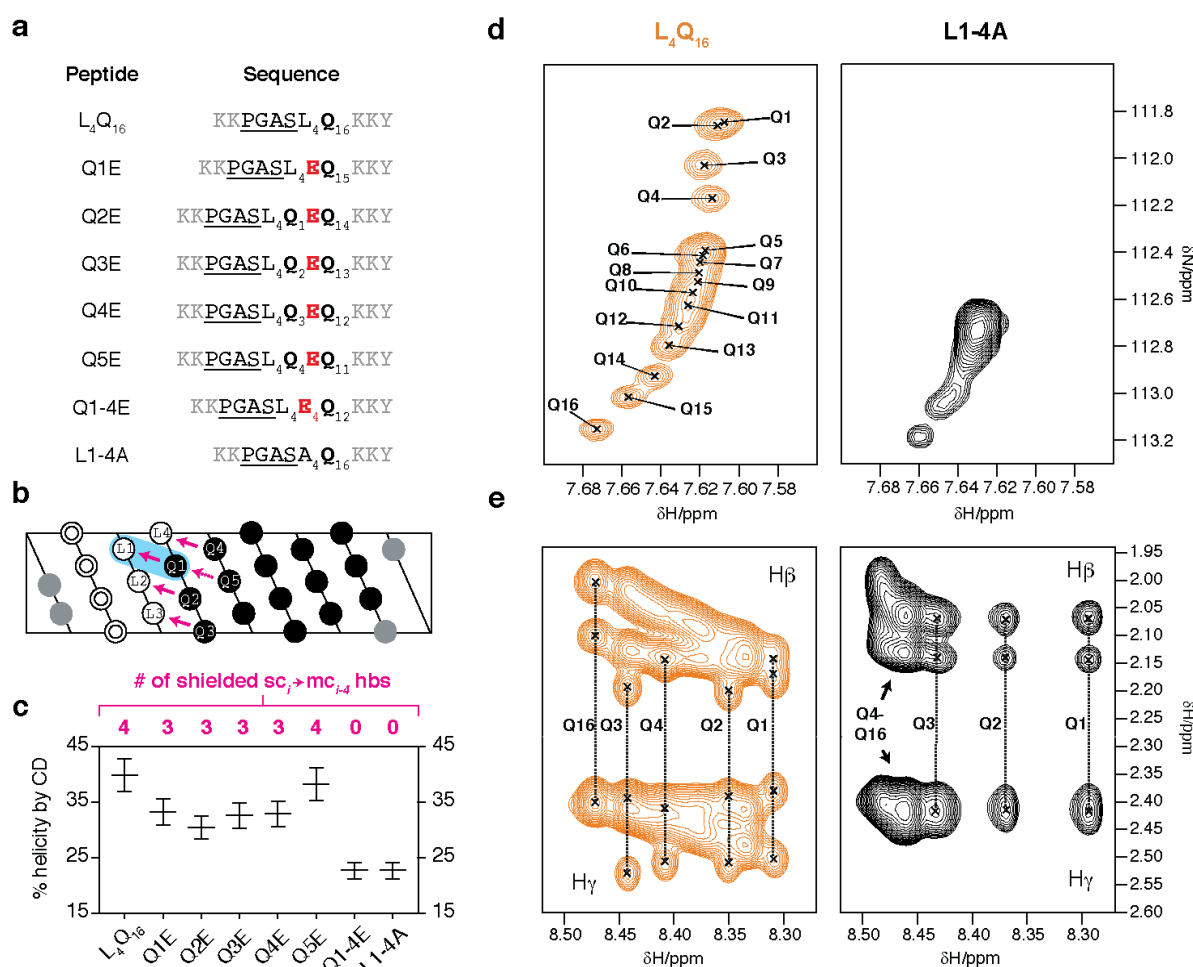 a
Peptide Sequence
L4Q16 KKPGASL4Q16KKY
Q1E KKPGASL4EQ15KKY
Q2E KKPGASL4Q1EQ14KKY
Q3E KKPGASL4Q2EQ13KKY
Q4E KKPGASL4Q3EQ12KKY
Q5E KKPGASL4Q4EQ11KKY
Q1-4E KKPGASL4E4Q12KKY
L1-4A KKPGASA4Q16KKY
b
L4 Q4
L1 Q1 Q5
L2 Q2
L3 Q3
# of shielded sci→mci-4 hbs
c
4 3 3 3 3 4 0 0
45 45
35 35
25 25
15 15
% helicity by CD
L4Q16 Q1E Q2E Q3E Q4E Q5E Q1-4E L1-4A
d
L4Q16 L1-4A
Q2 Q1
Q3
Q4
Q6 Q5
Q8 Q7
Q10 Q9
Q12 Q11
Q14 Q13
Q16 Q15
111.8
112.0
112.2
112.4
112.6
112.8
113.0
113.2
δN/ppm
7.68 7.66 7.64 7.62 7.60 7.58
δH/ppm
7.68 7.66 7.63 7.62 7.60 7.58
δH/ppm
e
Hβ
Q16 Q3 Q4 Q2 Q1
Hγ
8.50 8.45 8.40 8.35 8.30
δH/ppm
Hβ
Q4-
Q16
Q3 Q2 Q1
Hγ
8.50 8.45 8.40 8.35 8.30
δH/ppm
1.95
2.00
2.05
2.10
2.15
2.20
2.25
2.30
2.35
2.40
2.45
2.50
2.55
2.60
δH/ppm